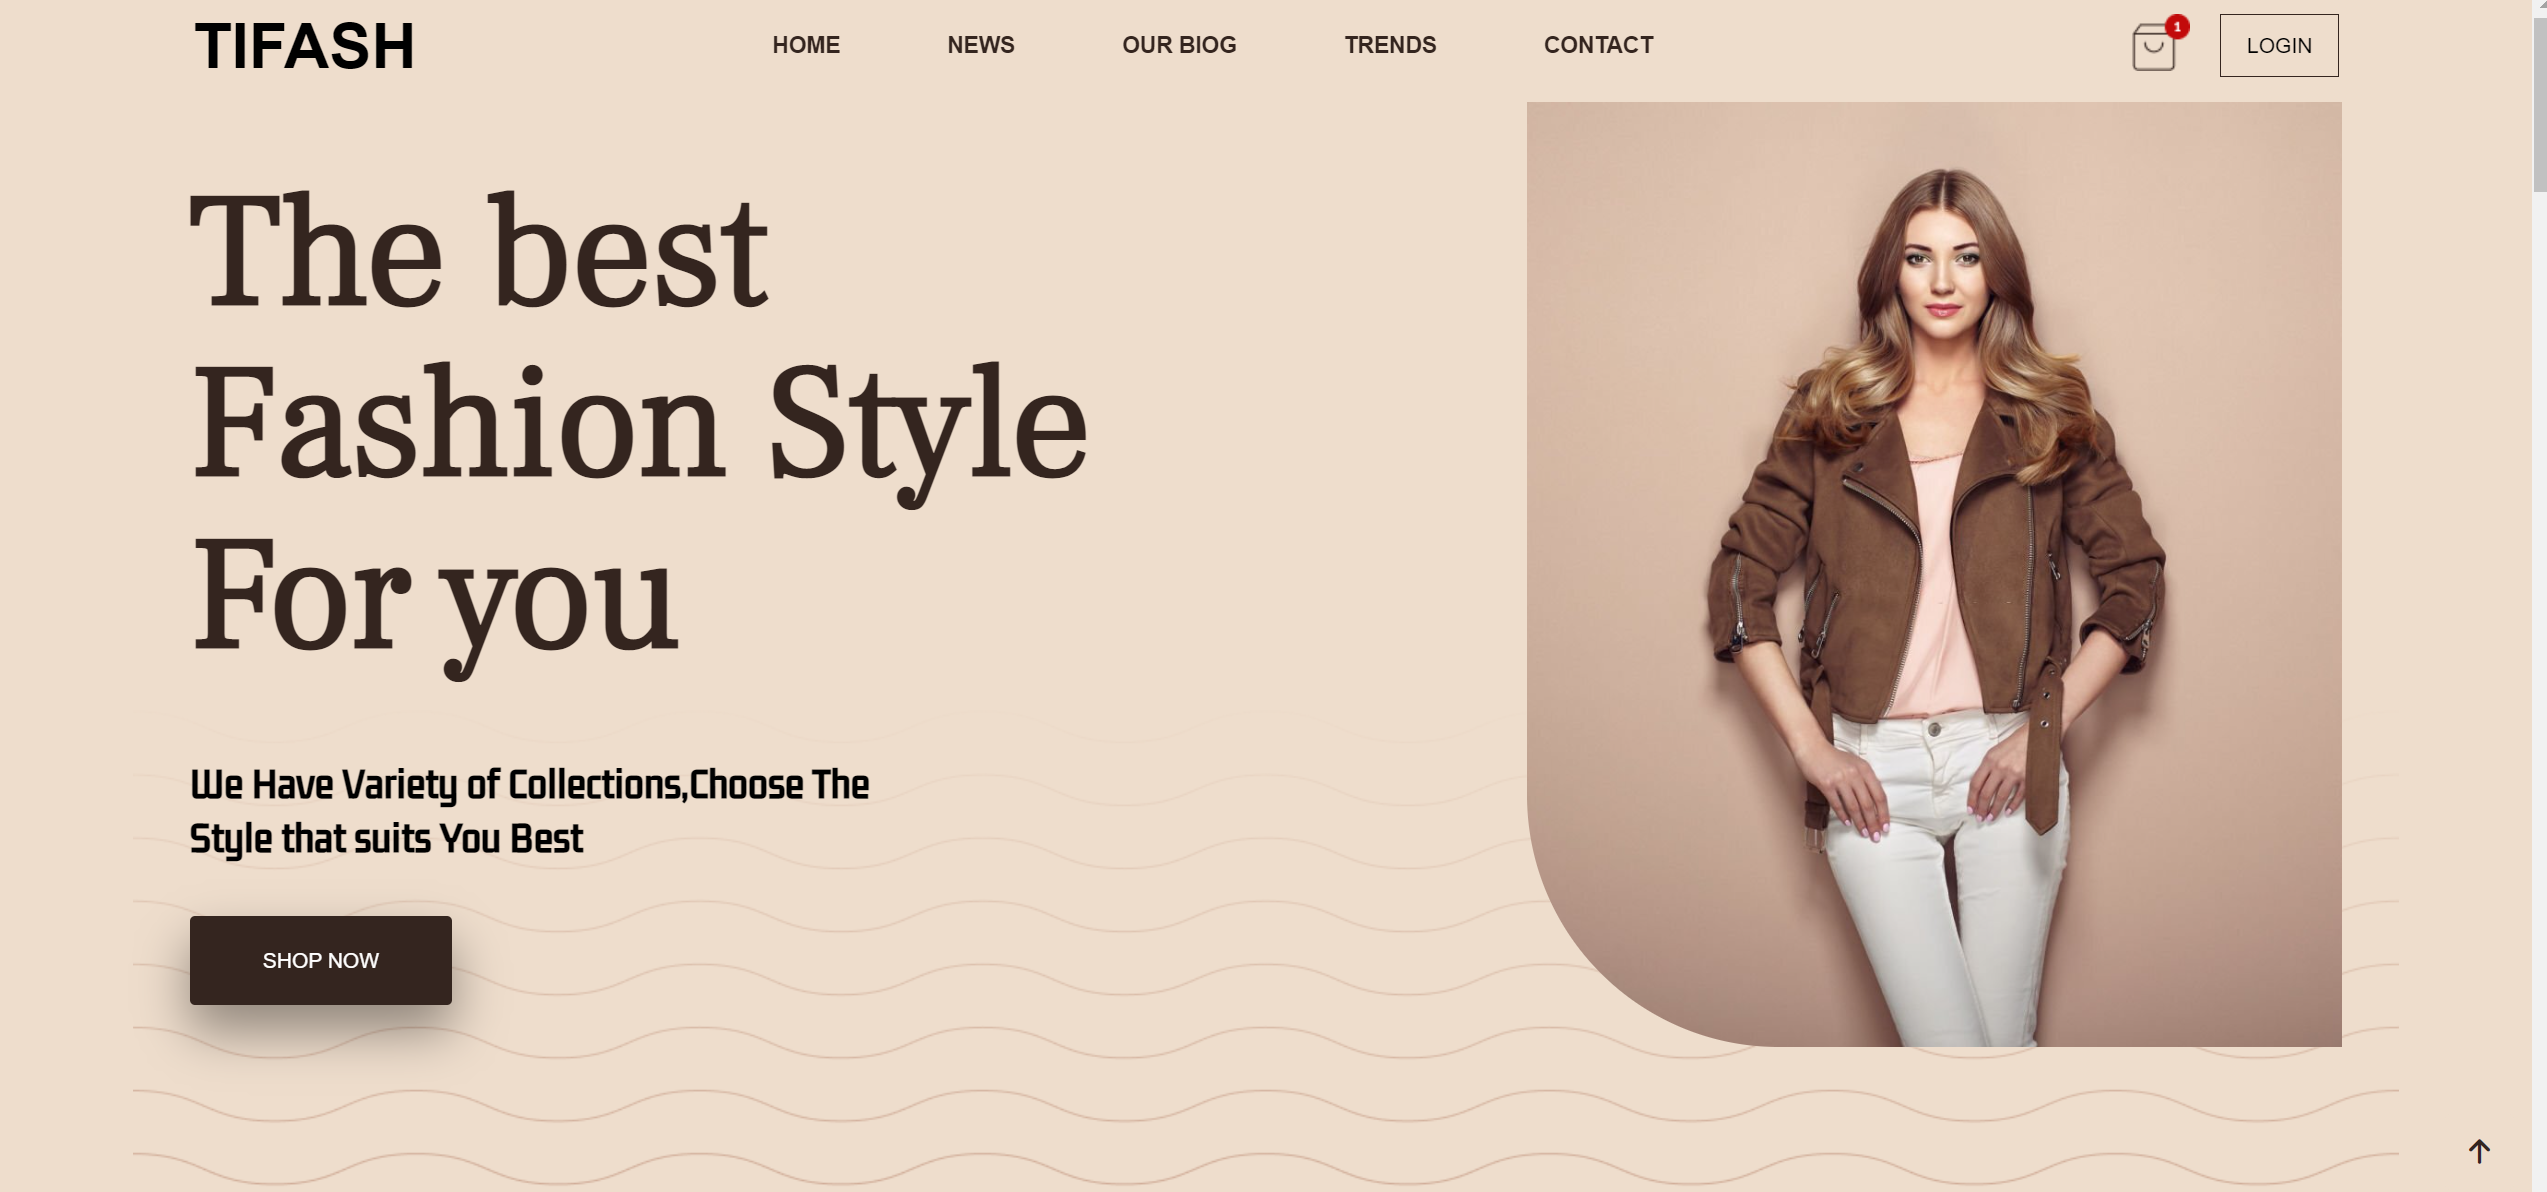 TIFASH
HOME
NEWS
OUR BIOG
TRENDS
CONTACT
1
LOGIN
The best
Fashion Style
For you
We Have Variety of Collections,Choose The
Style that suits You Best
SHOP NOW